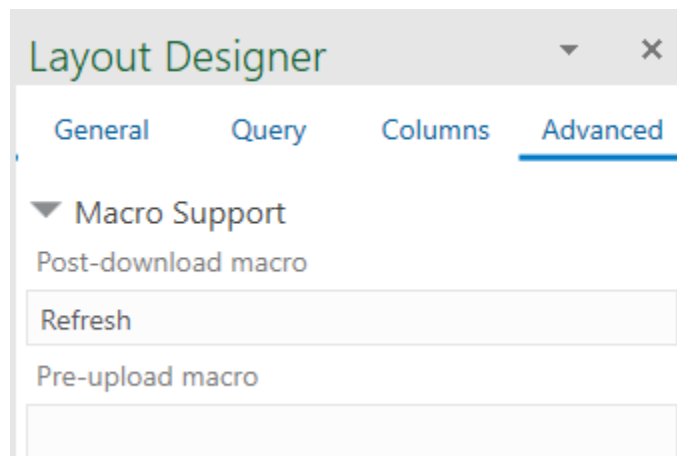 Layout Designer
General Query Columns Advanced
Macro Support
Post-download macro
Refresh
Pre-upload macro